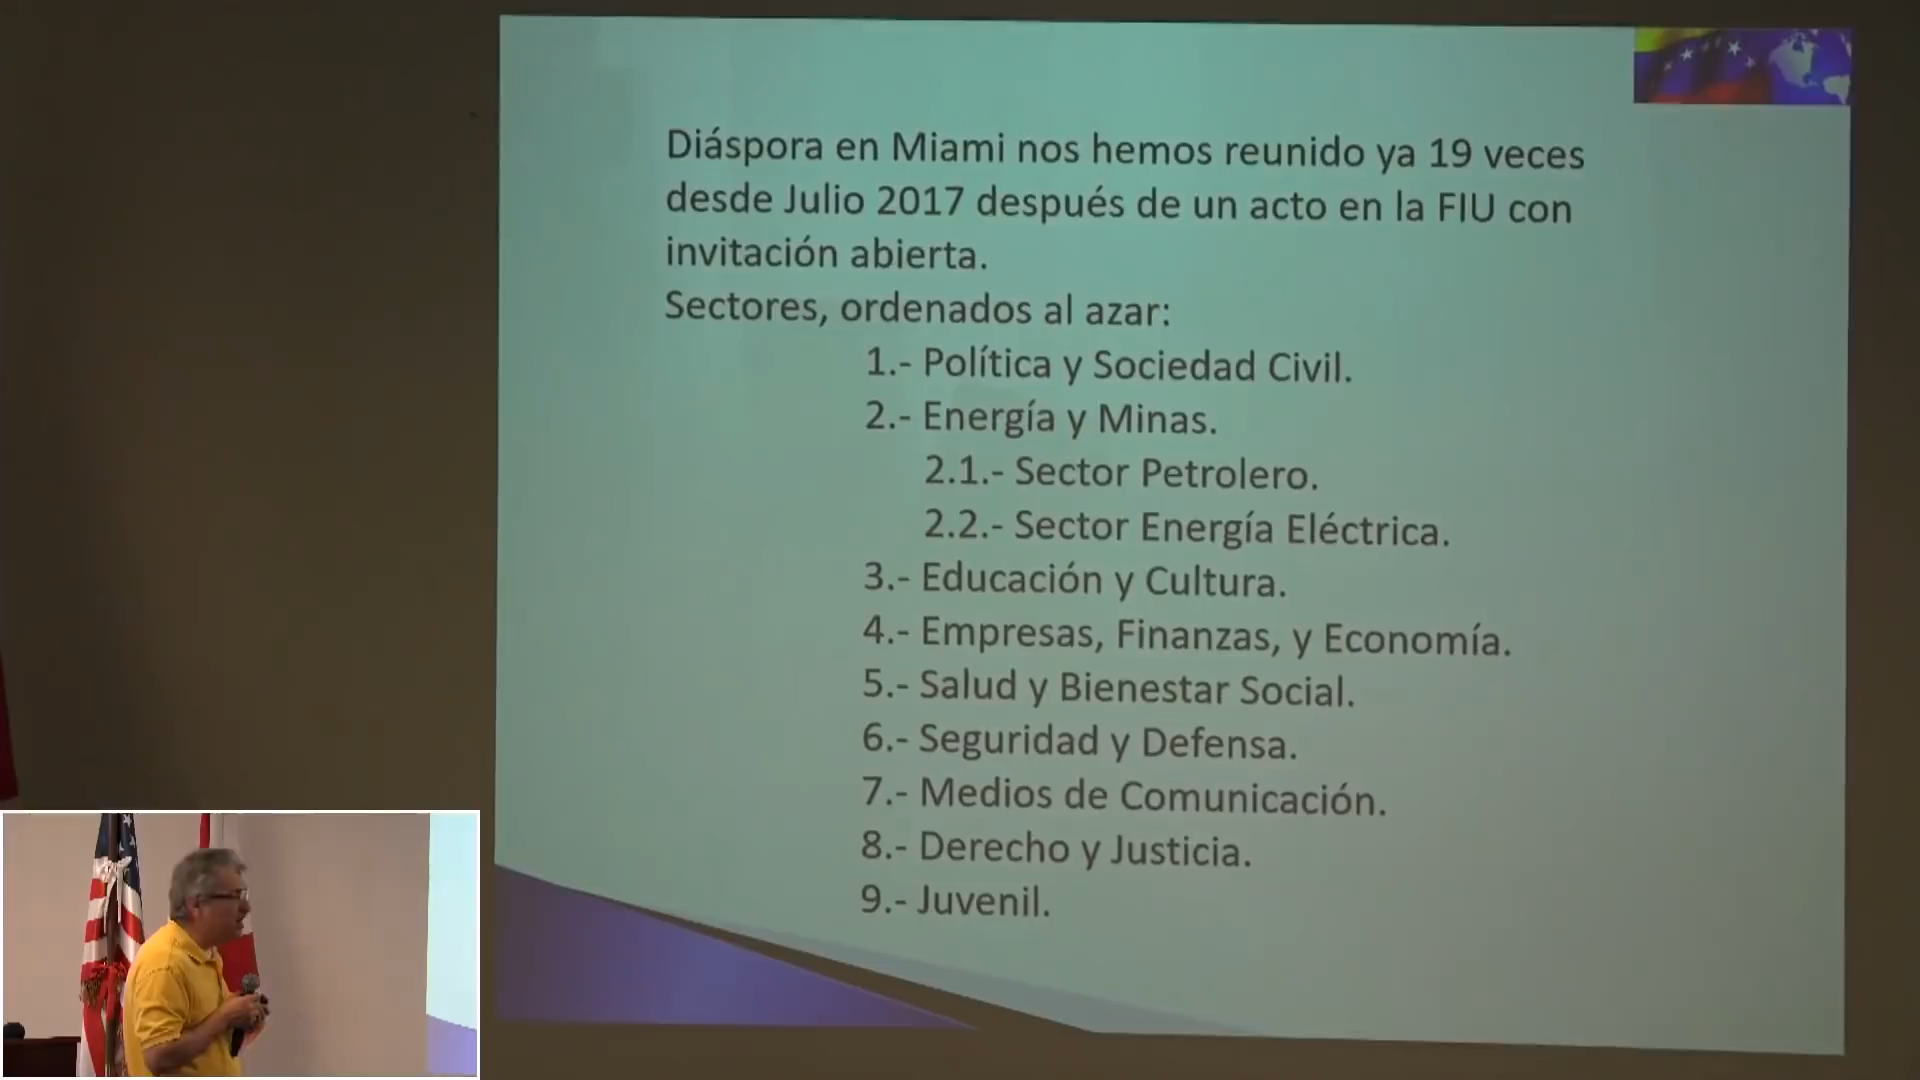 Diáspora en Miami nos hemos reunido ya 19 veces
desde Julio 2017 después de un acto en la FIU con
invitación abierta.
Sectores, ordenados al azar:
1.- Política y Sociedad Civil.
2.- Energía y Minas.
2.1.- Sector Petrolero.
2.2.- Sector Energía Eléctrica.
3.- Educación y Cultura.
4.- Empresas, Finanzas, y Economía.
5.- Salud y Bienestar Social.
6.- Seguridad y Defensa.
7.- Medios de Comunicación.
8.- Derecho y Justicia.
9.- Juvenil.